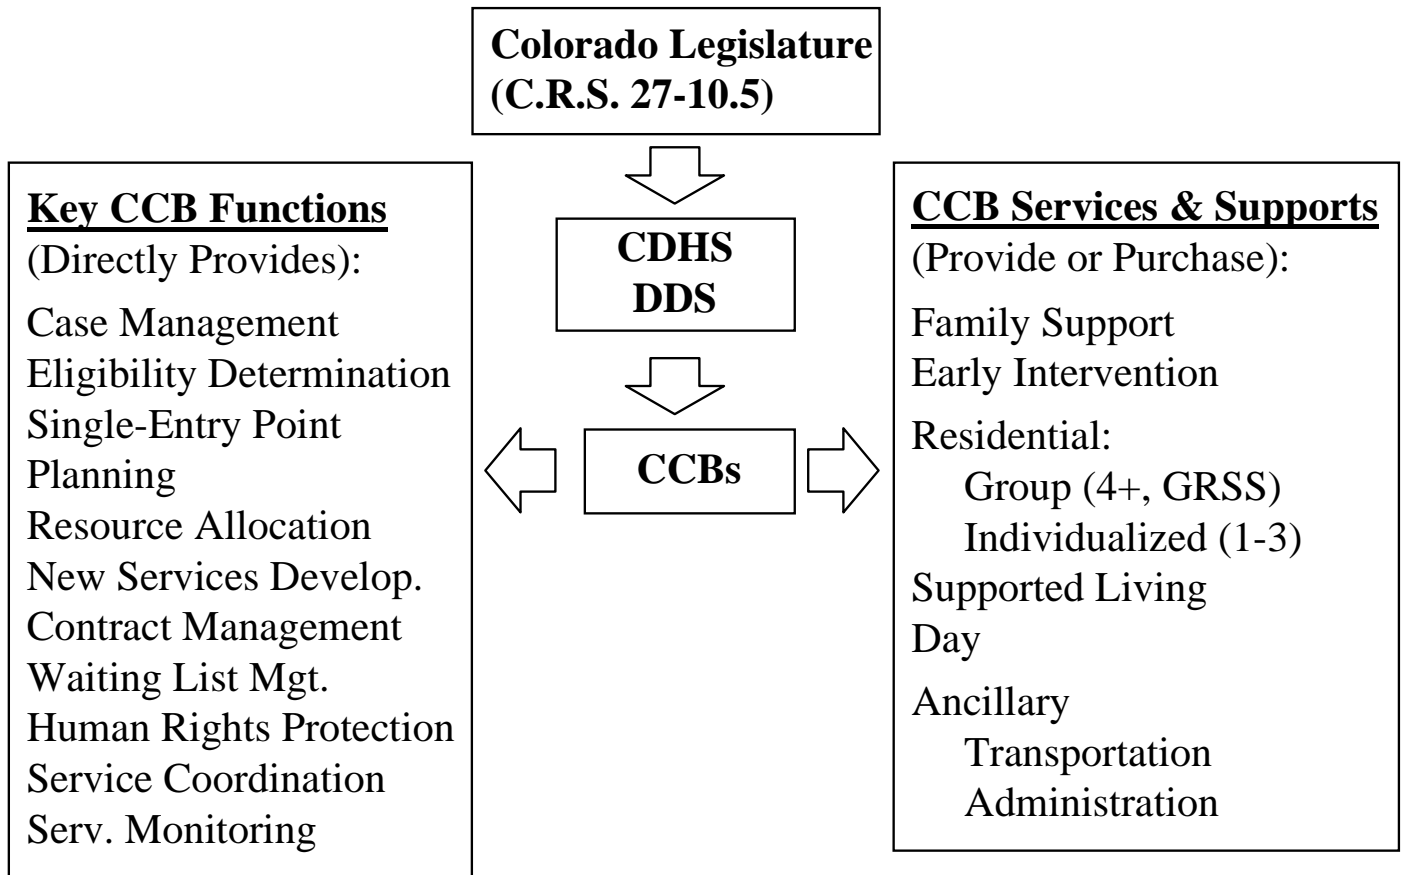 Colorado Legislature
(C.R.S. 27-10.5)
CDHS
DDS
CCBs
Key CCB Functions
(Directly Provides):
Case Management
Eligibility Determination
Single-Entry Point
Planning
Resource Allocation
New Services Develop.
Contract Management
Waiting List Mgt.
Human Rights Protection
Service Coordination
Serv. Monitoring
CCB Services & Supports
(Provide or Purchase):
Family Support
Early Intervention
Residential:
Group (4+, GRSS)
Individualized (1-3)
Supported Living
Day
Ancillary
Transportation
Administration